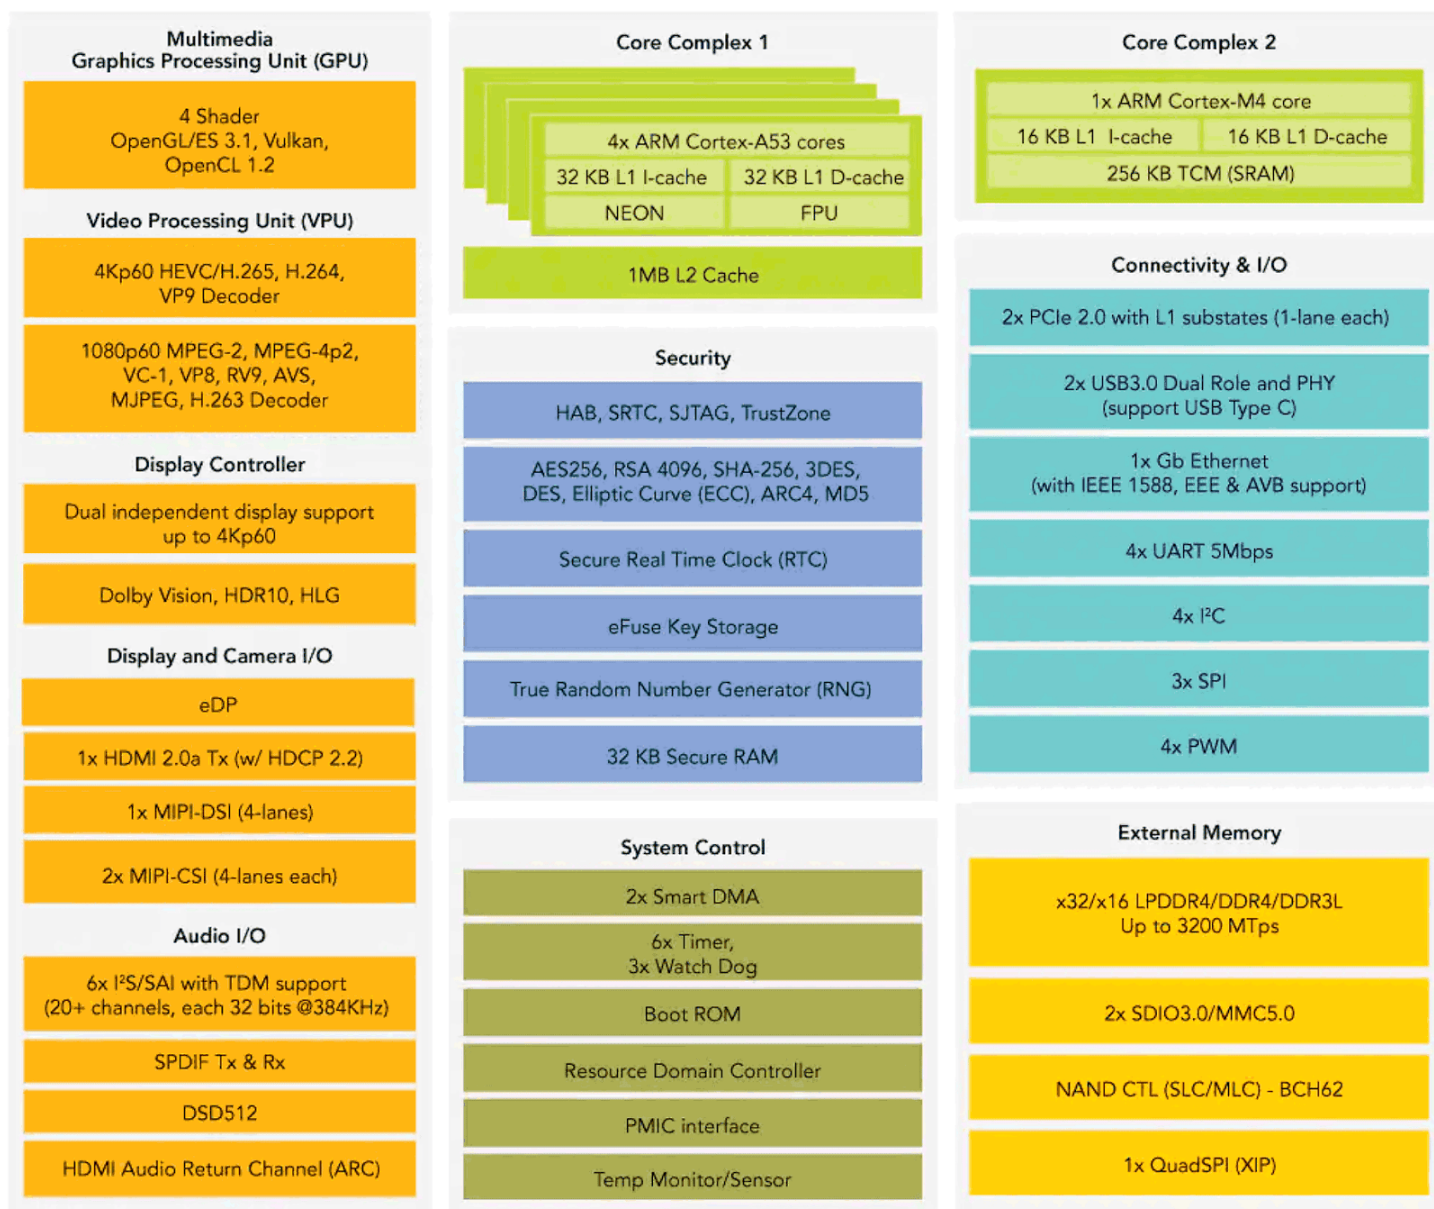 Multimedia
Graphics Processing Unit (GPU)
4 Shader
OpenGL/ES 3.1, Vulkan,
OpenCL 1.2
Video Processing Unit (VPU)
4Kp60 HEVC/H.265, H.264,
VP9 Decoder
1080p60 MPEG-2, MPEG-4p2,
VC-1, VP8, RV9, AVS,
MJPEG, H.263 Decoder
Display Controller
Dual independent display support
up to 4Kp60
Dolby Vision, HDR10, HLG
Display and Camera I/O
eDP
1x HDMI 2.0a Tx (w/ HDCP 2.2)
1x MIPI-DSI (4-lanes)
2x MIPI-CSI (4-lanes each)
Audio I/O
6x I²S/SAI with TDM support
(20+ channels, each 32 bits @384KHz)
SPDIF Tx & Rx
DSD512
HDMI Audio Return Channel (ARC)
Core Complex 1
4x ARM Cortex-A53 cores
32 KB L1 I-cache
32 KB L1 D-cache
NEON
FPU
1MB L2 Cache
Security
HAB, SRTC, SJTAG, TrustZone
AES256, RSA 4096, SHA-256, 3DES,
DES, Elliptic Curve (ECC), ARC4, MD5
Secure Real Time Clock (RTC)
eFuse Key Storage
True Random Number Generator (RNG)
32 KB Secure RAM
System Control
2x Smart DMA
6x Timer,
3x Watch Dog
Boot ROM
Resource Domain Controller
PMIC interface
Temp Monitor/Sensor
Core Complex 2
1x ARM Cortex-M4 core
16 KB L1 I-cache
16 KB L1 D-cache
256 KB TCM (SRAM)
Connectivity & I/O
2x PCIe 2.0 with L1 substates (1-lane each)
2x USB3.0 Dual Role and PHY
(support USB Type C)
1x Gb Ethernet
(with IEEE 1588, EEE & AVB support)
4x UART 5Mbps
4x I²C
3x SPI
4x PWM
External Memory
x32/x16 LPDDR4/DDR4/DDR3L
Up to 3200 MTps
2x SDIO3.0/MMC5.0
NAND CTL (SLC/MLC) - BCH62
1x QuadSPI (XIP)